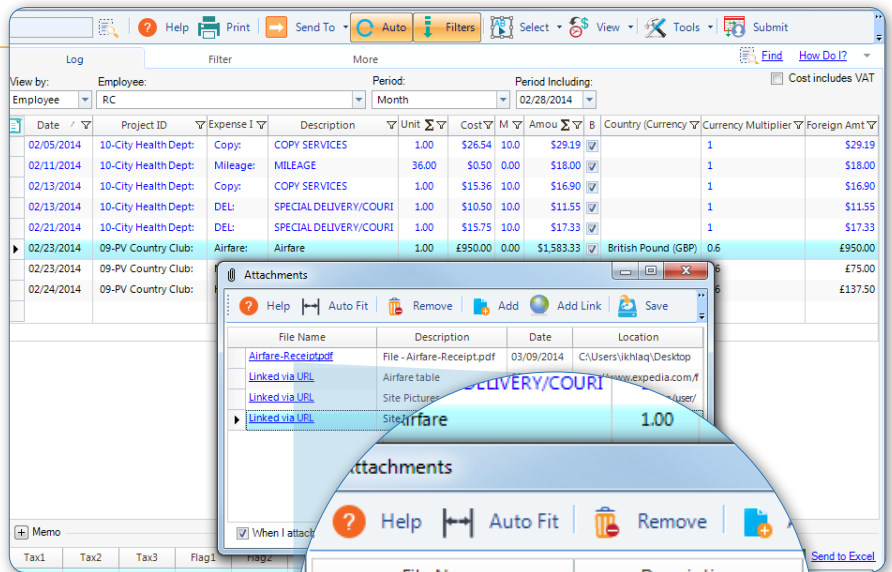 Help Print Send To Auto Filters Select View Tools Submit
Log Filter More Find How Do I?
View by: Employee: Period: Period Including: Cost includes VAT
Employee RC Month 02/28/2014
Date Project ID Expense I Description Unit Σ Cost M Amou Σ B Country (Currency Currency Multiplier Foreign Amt
02/05/2014 10-City Health Dept: Copy: COPY SERVICES 1.00 $26.54 10.0 $29.19 1 $29.19
02/11/2014 10-City Health Dept: Mileage: MILEAGE 36.00 $0.50 0.00 $18.00 1 $18.00
02/13/2014 10-City Health Dept: Copy: COPY SERVICES 1.00 $15.36 10.0 $16.90 1 $16.90
02/13/2014 10-City Health Dept: DEL: SPECIAL DELIVERY/COURI 1.00 $10.50 10.0 $11.55 1 $11.55
02/21/2014 10-City Health Dept: DEL: SPECIAL DELIVERY/COURI 1.00 $15.75 10.0 $17.33 1 $17.33
02/23/2014 09-PV Country Club: Airfare: Airfare 1.00 £950.00 0.00 $1,583.33 British Pound (GBP) 0.6 £950.00
02/23/2014 09-PV Country Club: £75.00
02/24/2014 09-PV Country Club: £137.50
Attachments
Help Auto Fit Remove Add Add Link Save
File Name Description Date Location
Airfare-Receipt.pdf File - Airfare-Receipt.pdf 03/09/2014 C:\Users\ikhlaq\Desktop
Linked via URL Airfare table www.expedia.com/f
Linked via URL Site Pictures /user/
Linked via URL Site
DELIVERY/COURI
Airfare 1.00
Attachments
Help Auto Fit Remove
Memo
When I attach
Tax1 Tax2 Tax3 Flag1 Flag2 Send to Excel